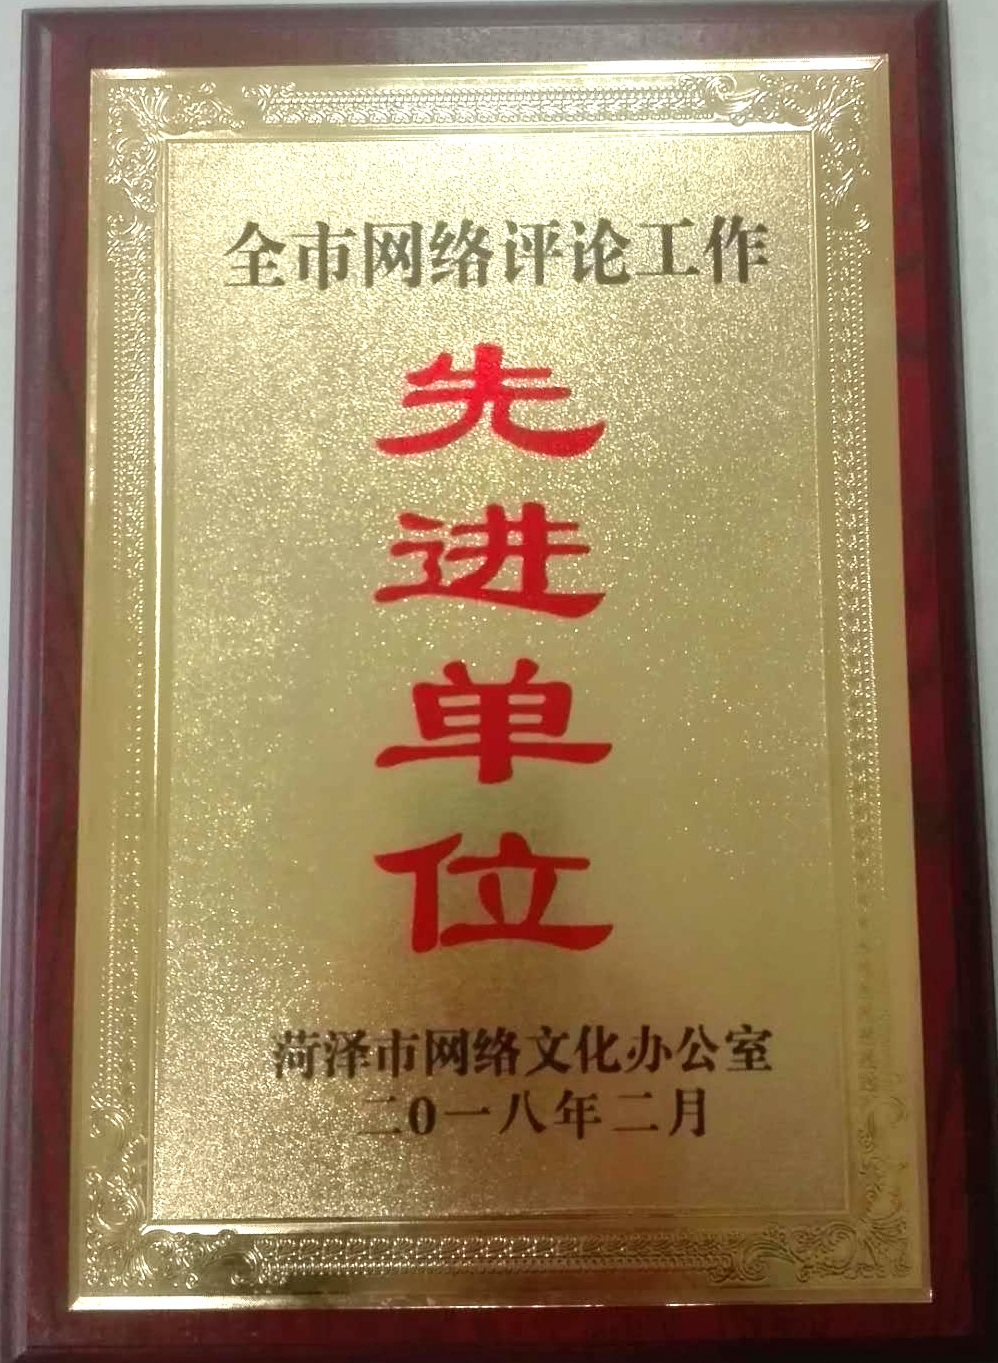 全市网络评论工作
先
进
单
位
菏泽市网络文化办公室
二0一八年二月